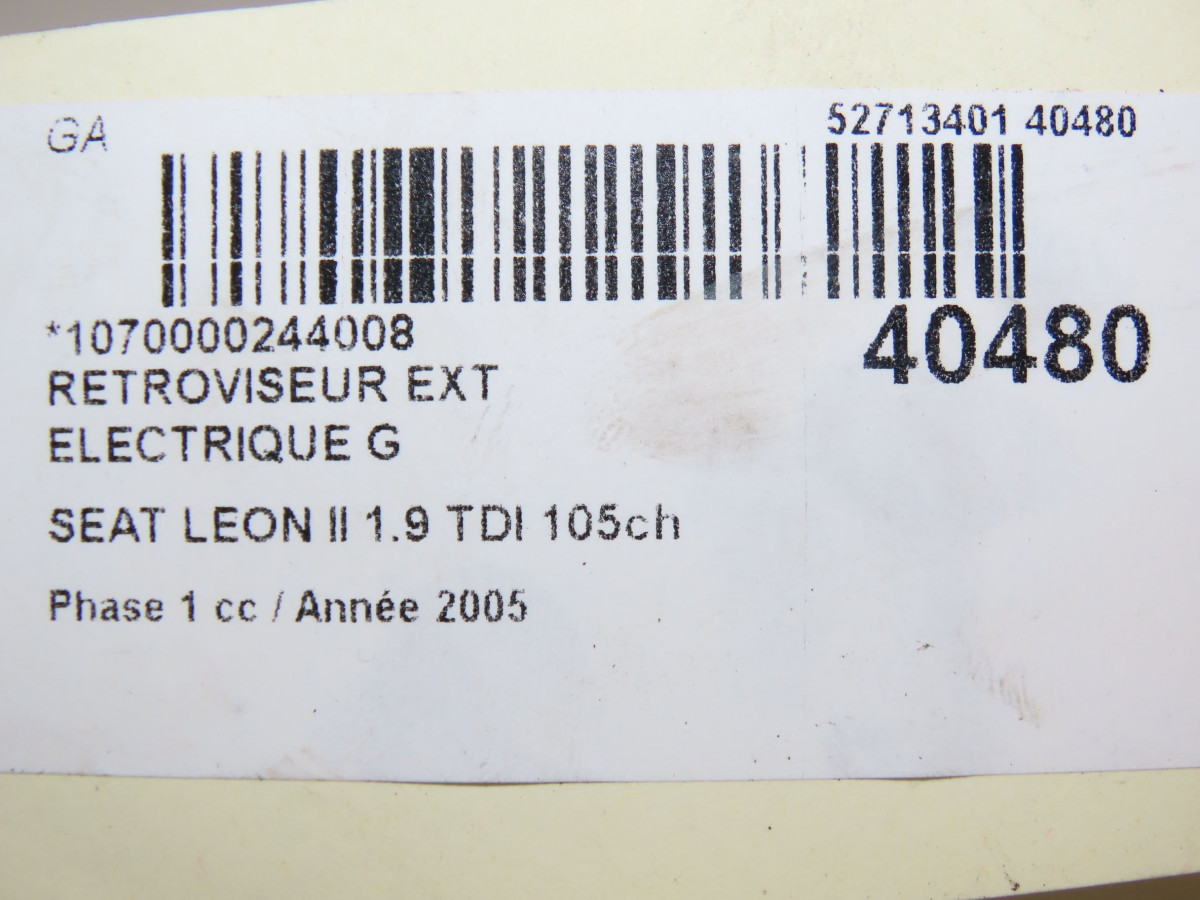 GA
52713401 40480
40480
*1070000244008
RETROVISEUR EXT
ELECTRIQUE G
SEAT LEON II 1.9 TDI 105ch
Phase 1 cc / Année 2005